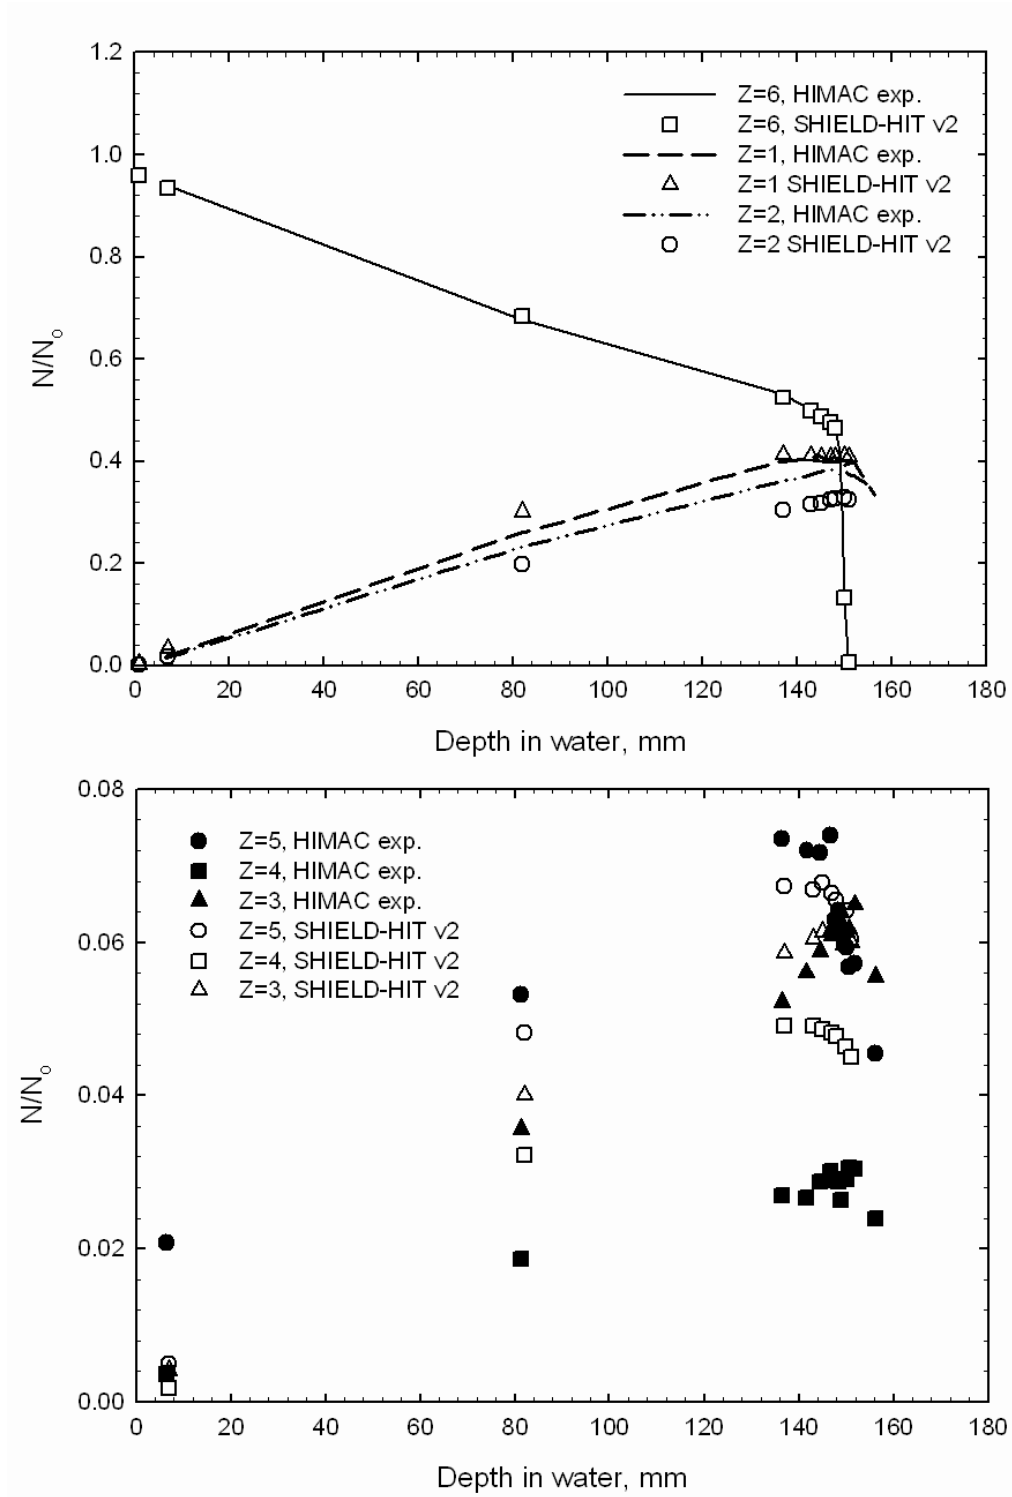 1.2
1.0
0.8
0.6
0.4
0.2
0.0
N/No
Z=6, HIMAC exp.
Z=6, SHIELD-HIT v2
Z=1, HIMAC exp.
Z=1 SHIELD-HIT v2
Z=2, HIMAC exp.
Z=2 SHIELD-HIT v2
0 20 40 60 80 100 120 140 160 180
Depth in water, mm
0.08
0.06
0.04
0.02
0.00
N/No
Z=5, HIMAC exp.
Z=4, HIMAC exp.
Z=3, HIMAC exp.
Z=5, SHIELD-HIT v2
Z=4, SHIELD-HIT v2
Z=3, SHIELD-HIT v2
0 20 40 60 80 100 120 140 160 180
Depth in water, mm